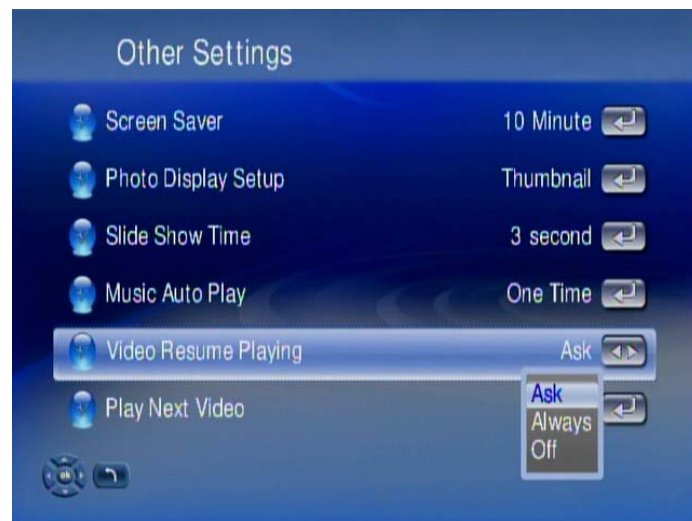 Other Settings
Screen Saver 10 Minute
Photo Display Setup Thumbnail
Slide Show Time 3 second
Music Auto Play One Time
Video Resume Playing Ask
Ask
Play Next Video
Always
Off
ok